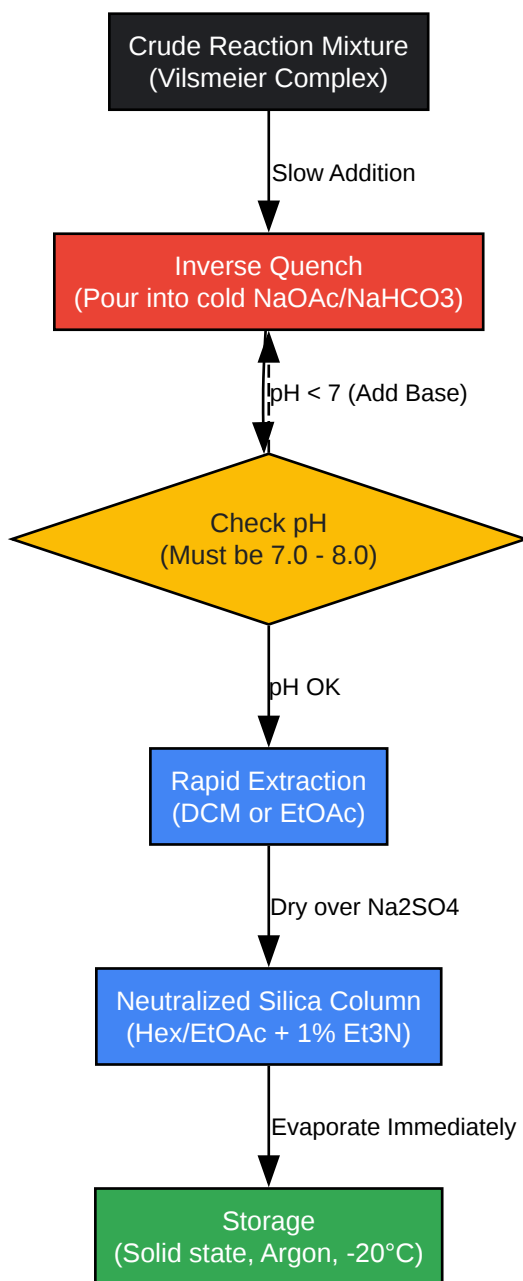 Crude Reaction Mixture
(Vilsmeier Complex)
Slow Addition
Inverse Quench
(Pour into cold NaOAc/NaHCO3)
pH < 7 (Add Base)
Check pH
(Must be 7.0 - 8.0)
pH OK
Rapid Extraction
(DCM or EtOAc)
Dry over Na2SO4
Neutralized Silica Column
(Hex/EtOAc + 1% Et3N)
Evaporate Immediately
Storage
(Solid state, Argon, -20°C)